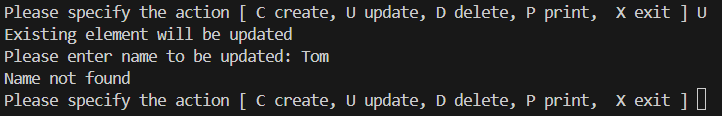 Please specify the action [ C create, U update, D delete, P print,  X exit ] U
Existing element will be updated
Please enter name to be updated: Tom
Name not found
Please specify the action [ C create, U update, D delete, P print,  X exit ]